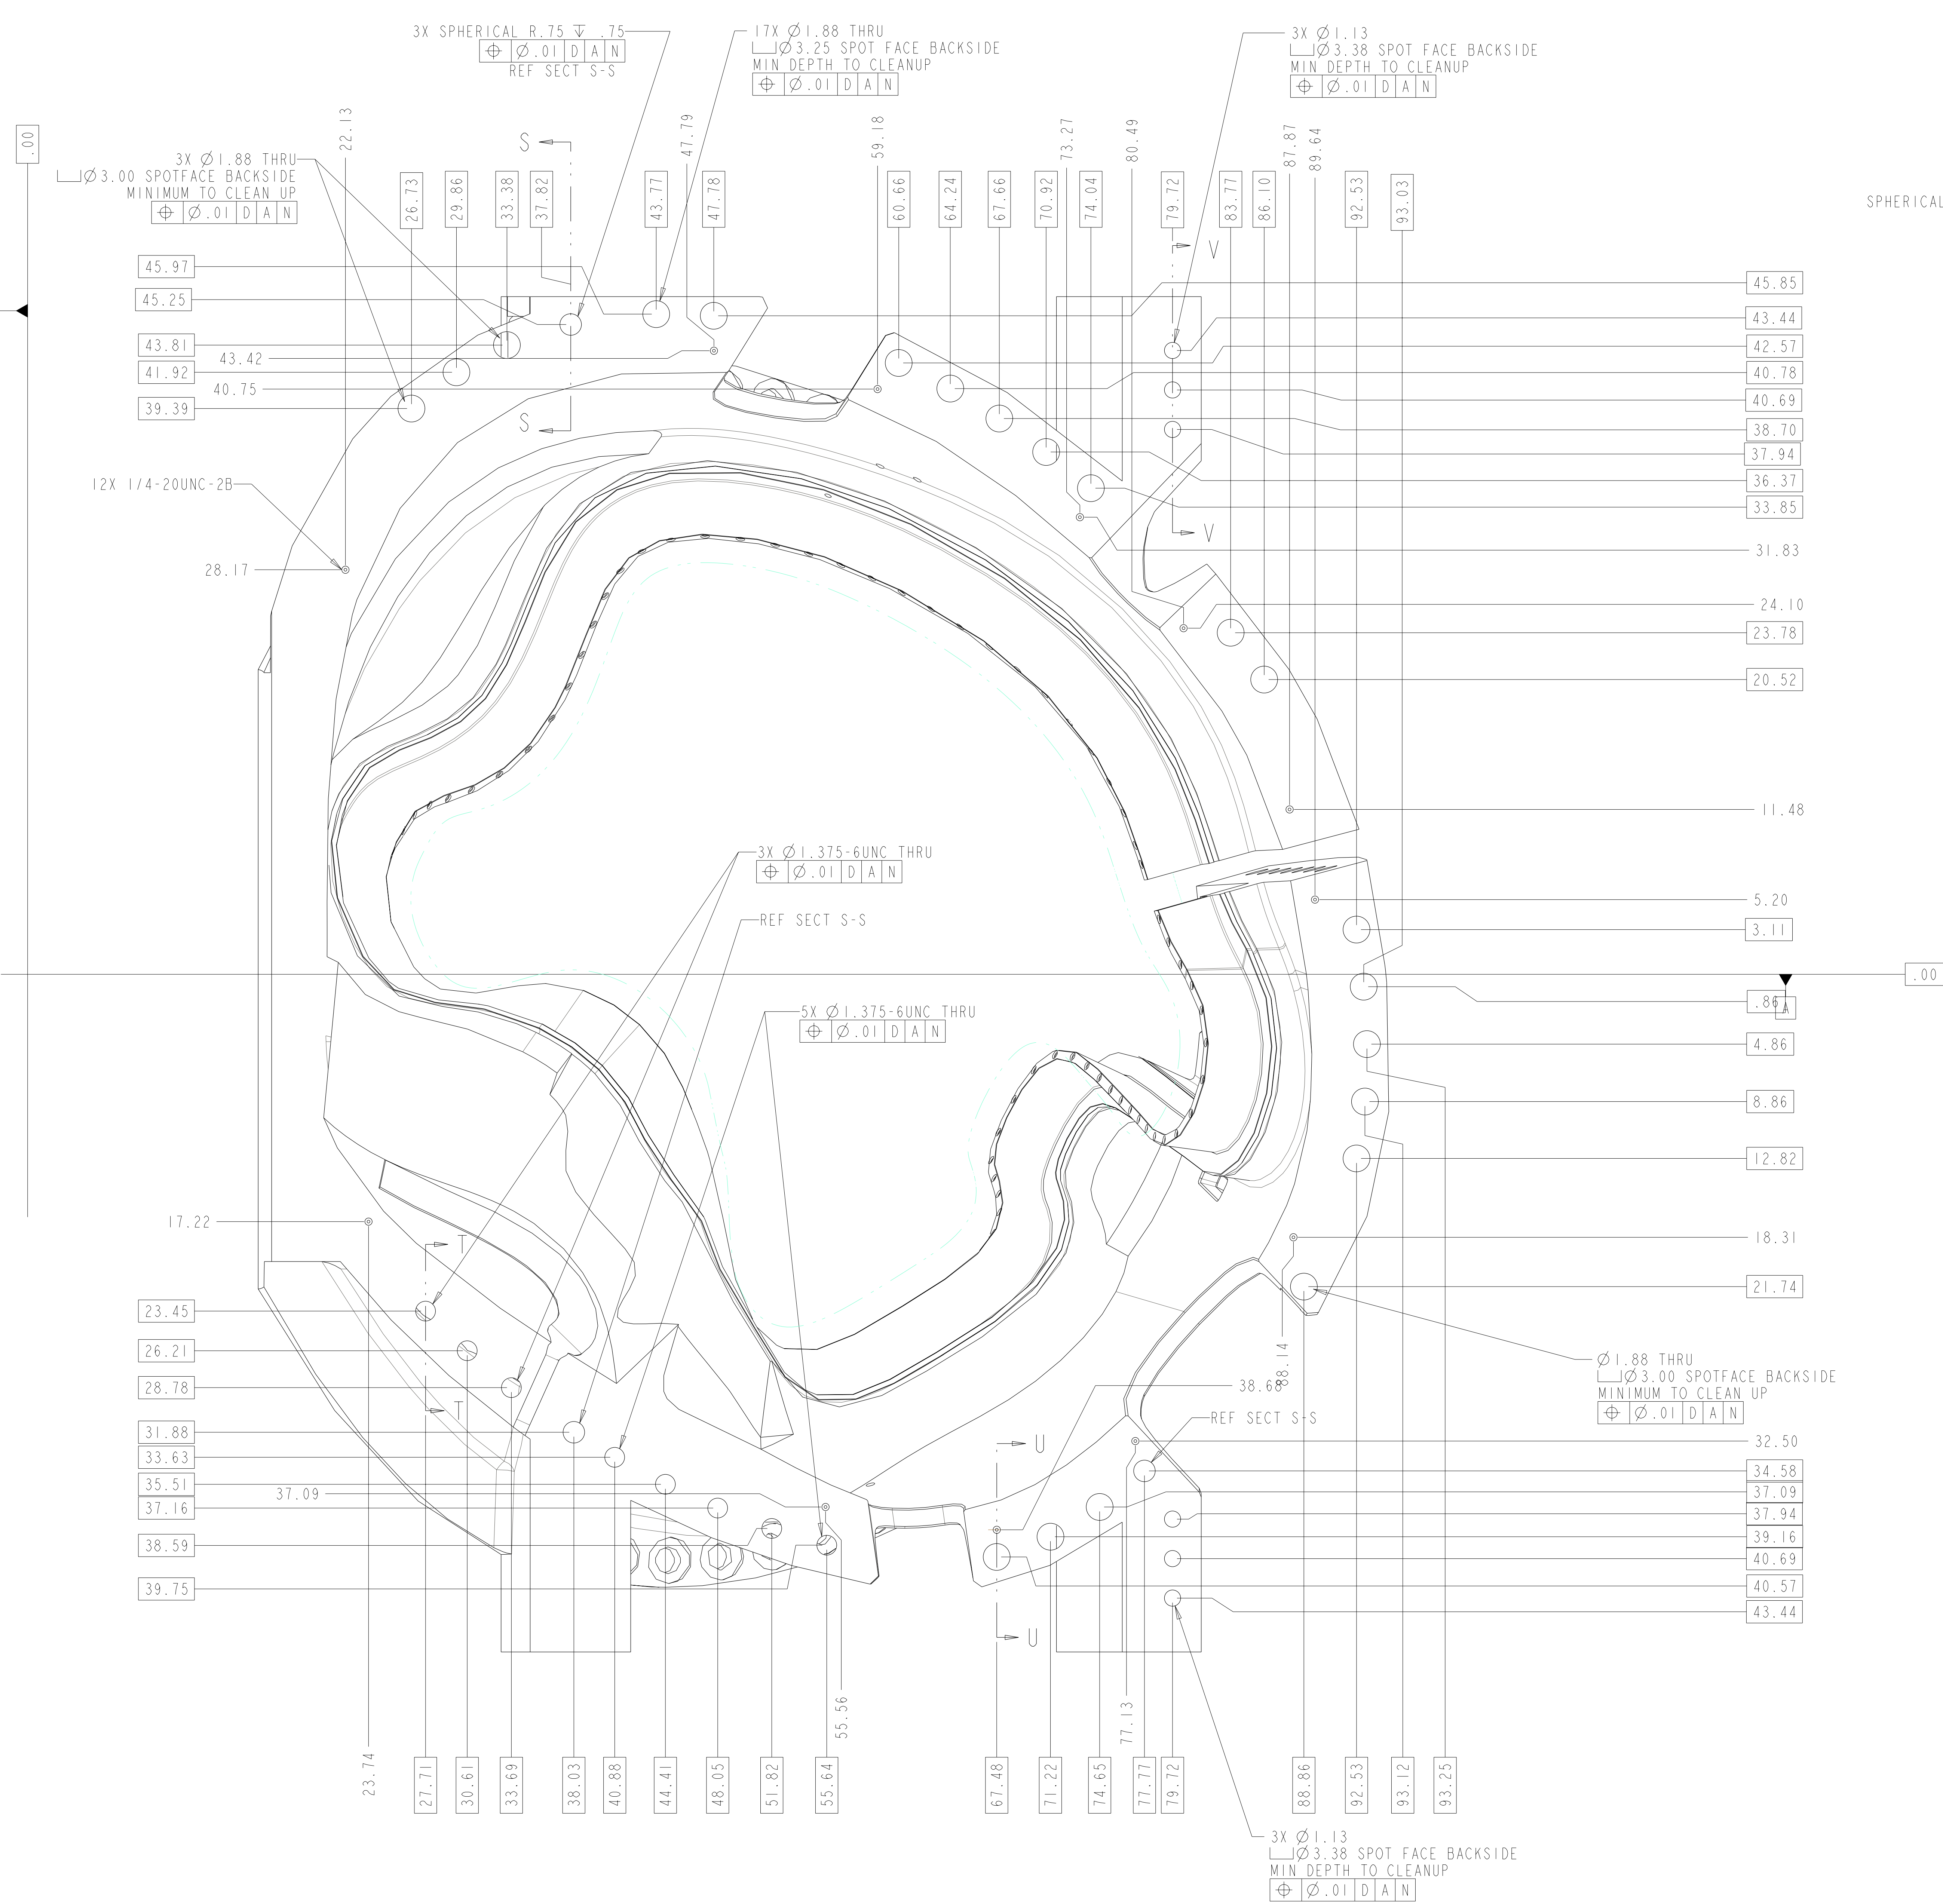 3X SPHERICAL R.75 ↧ .75
⌖ Ø.01 D A N
REF SECT S-S
17X Ø1.88 THRU
⌴Ø3.25 SPOT FACE BACKSIDE
MIN DEPTH TO CLEANUP
⌖ Ø.01 D A N
3X Ø1.13
⌴Ø3.38 SPOT FACE BACKSIDE
MIN DEPTH TO CLEANUP
⌖ Ø.01 D A N
.00
3X Ø1.88 THRU
⌴Ø3.00 SPOTFACE BACKSIDE
MINIMUM TO CLEAN UP
⌖ Ø.01 D A N
22.13
26.73
29.86
33.38
37.82
S
43.77
47.79
47.78
59.18
60.66
64.24
67.66
70.92
73.27
74.04
80.49
79.72
83.77
86.10
87.87
89.64
92.53
93.03
SPHERICAL
V
45.97
45.25
43.81
43.42
41.92
40.75
39.39
S
12X 1/4-20UNC-2B
28.17
45.85
43.44
42.57
40.78
40.69
38.70
37.94
36.37
33.85
V
31.83
24.10
23.78
20.52
11.48
5.20
3.11
.00
.86
A
4.86
8.86
12.82
18.31
21.74
3X Ø1.375-6UNC THRU
⌖ Ø.01 D A N
REF SECT S-S
5X Ø1.375-6UNC THRU
⌖ Ø.01 D A N
17.22
T
23.45
26.21
28.78
T
31.88
33.63
35.51
37.09
37.16
38.59
39.75
88.14
38.68
REF SECT S-S
U
Ø1.88 THRU
⌴Ø3.00 SPOTFACE BACKSIDE
MINIMUM TO CLEAN UP
⌖ Ø.01 D A N
32.50
34.58
37.09
37.94
39.16
40.69
40.57
43.44
U
23.74
27.71
30.61
33.69
38.03
40.88
44.41
48.05
51.82
55.64
55.56
67.48
71.22
74.65
77.13
77.77
79.72
88.86
92.53
93.12
93.25
3X Ø1.13
⌴Ø3.38 SPOT FACE BACKSIDE
MIN DEPTH TO CLEANUP
⌖ Ø.01 D A N